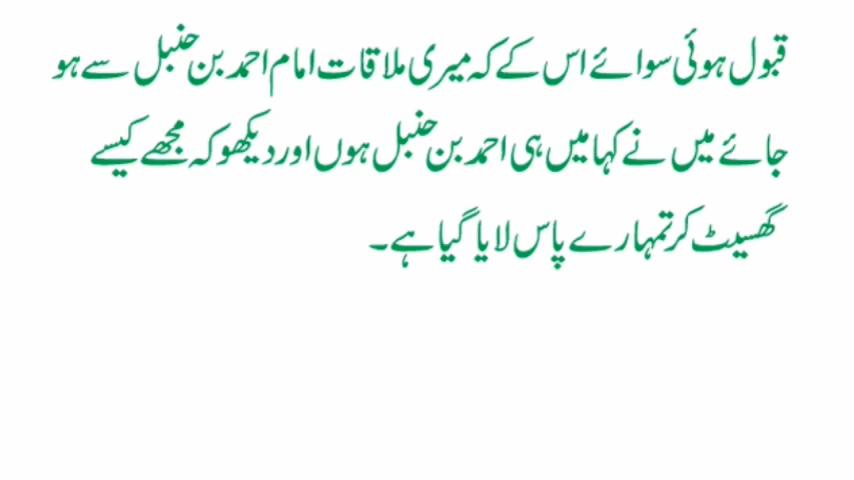 قبول ہوئی سوائے اس کے کہ میری ملاقات امام احمد بن حنبل سے ہو
جائے میں نے کہا میں ہی احمد بن حنبل ہوں اور دیکھو کہ مجھے کیسے
گھسیٹ کر تمہارے پاس لایا گیا ہے۔